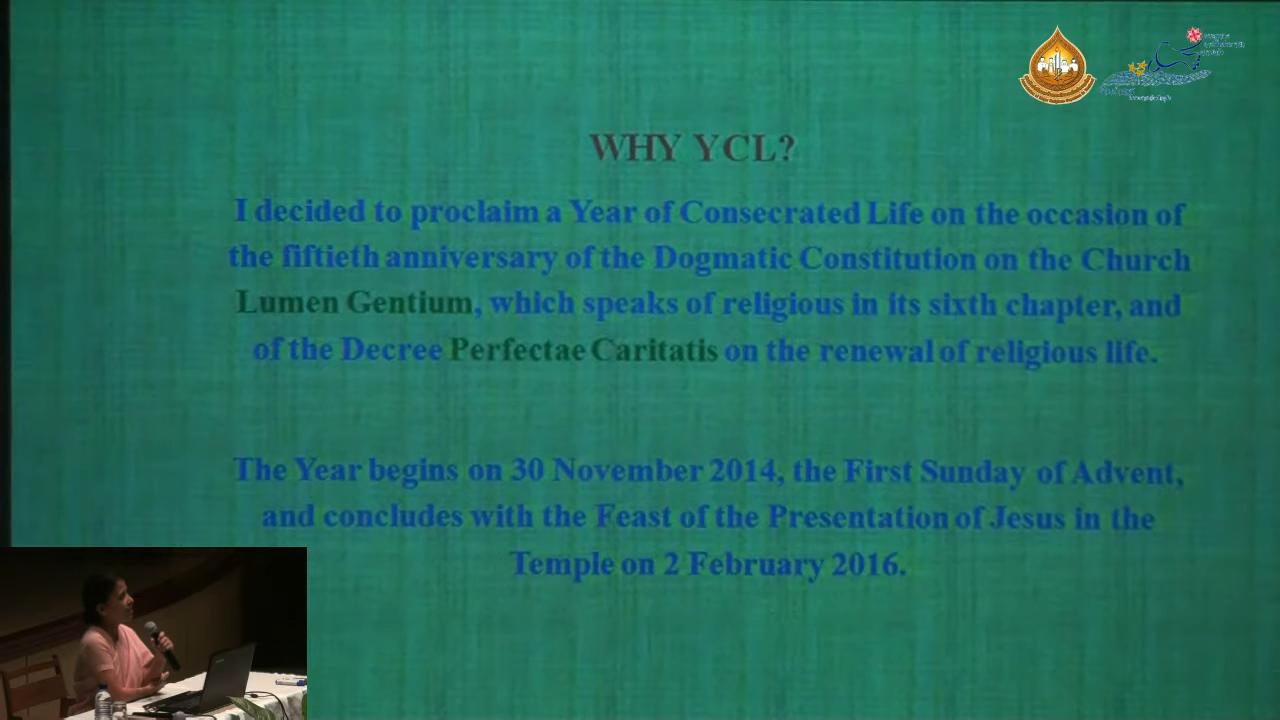 WHY YCL?
I decided to proclaim a Year of Consecrated Life on the occasion of
the fiftieth anniversary of the Dogmatic Constitution on the Church
Lumen Gentium, which speaks of religious in its sixth chapter, and
of the Decree Perfectae Caritatis on the renewal of religious life.
The Year begins on 30 November 2014, the First Sunday of Advent,
and concludes with the Feast of the Presentation of Jesus in the
Temple on 2 February 2016.